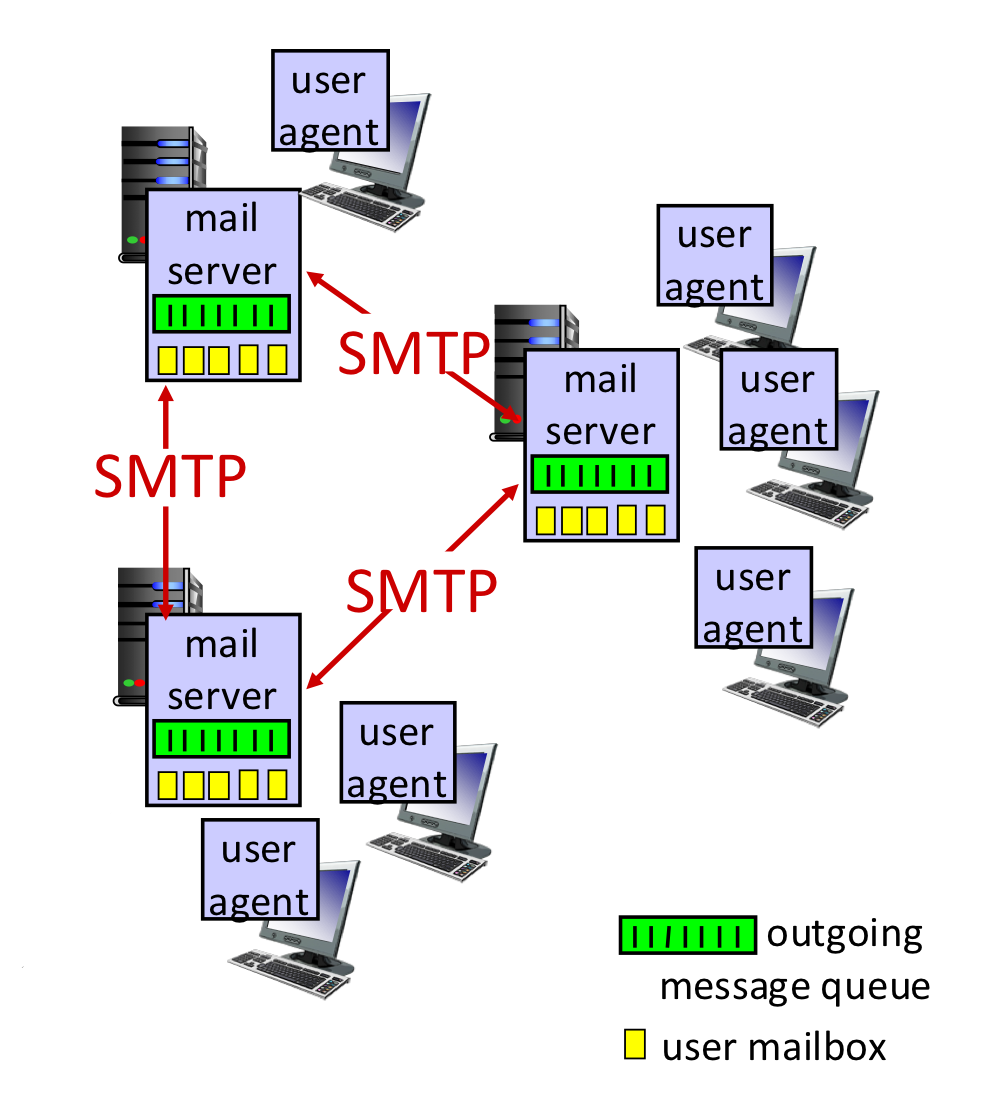 user
agent
mail
server
SMTP
user
agent
mail
server
user
agent
SMTP
SMTP
user
agent
mail
server
user
agent
user
agent
outgoing
message queue
user mailbox